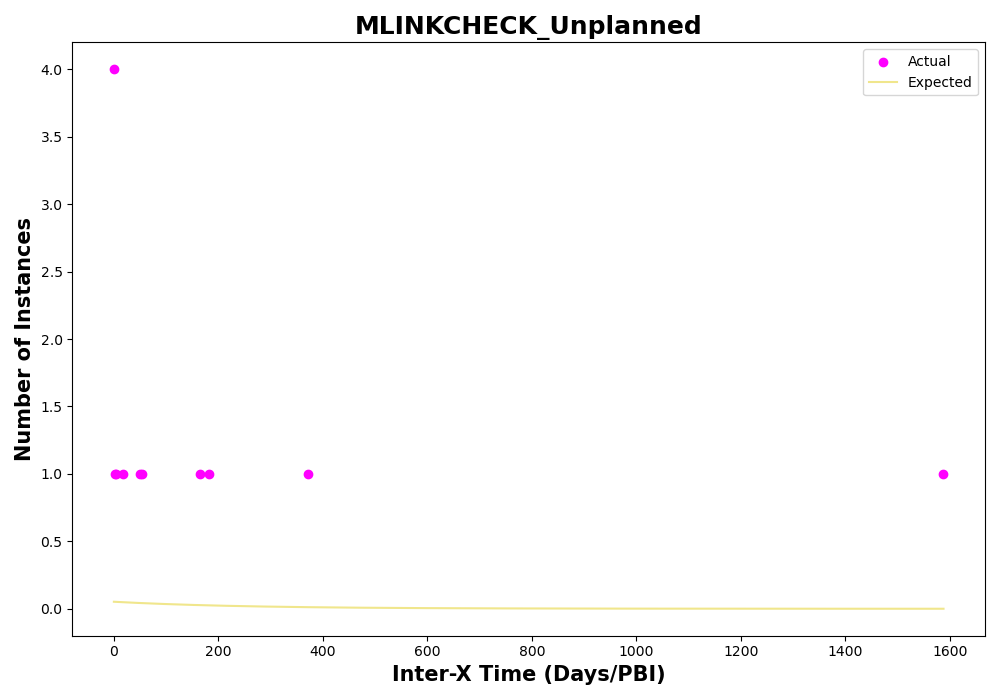 MLINKCHECK_Unplanned
Actual
Expected
Number of Instances
4.0
3.5
3.0
2.5
2.0
1.5
1.0
0.5
0.0
0 200 400 600 800 1000 1200 1400 1600
Inter-X Time (Days/PBI)